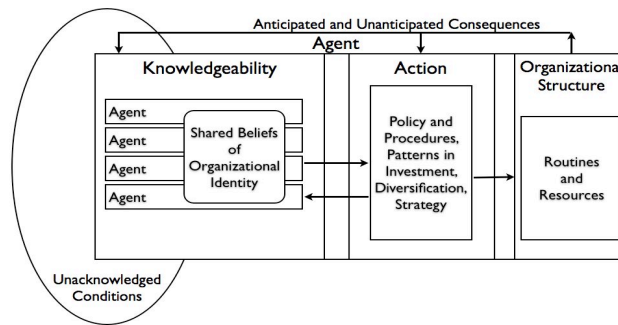 Anticipated and Unanticipated Consequences
Agent
Knowledgeability
Agent
Agent
Agent
Agent
Shared Beliefs
of
Organizational
Identity
Action
Policy and
Procedures,
Patterns in
Investment,
Diversification,
Strategy
Organizational
Structure
Routines
and
Resources
Unacknowledged
Conditions